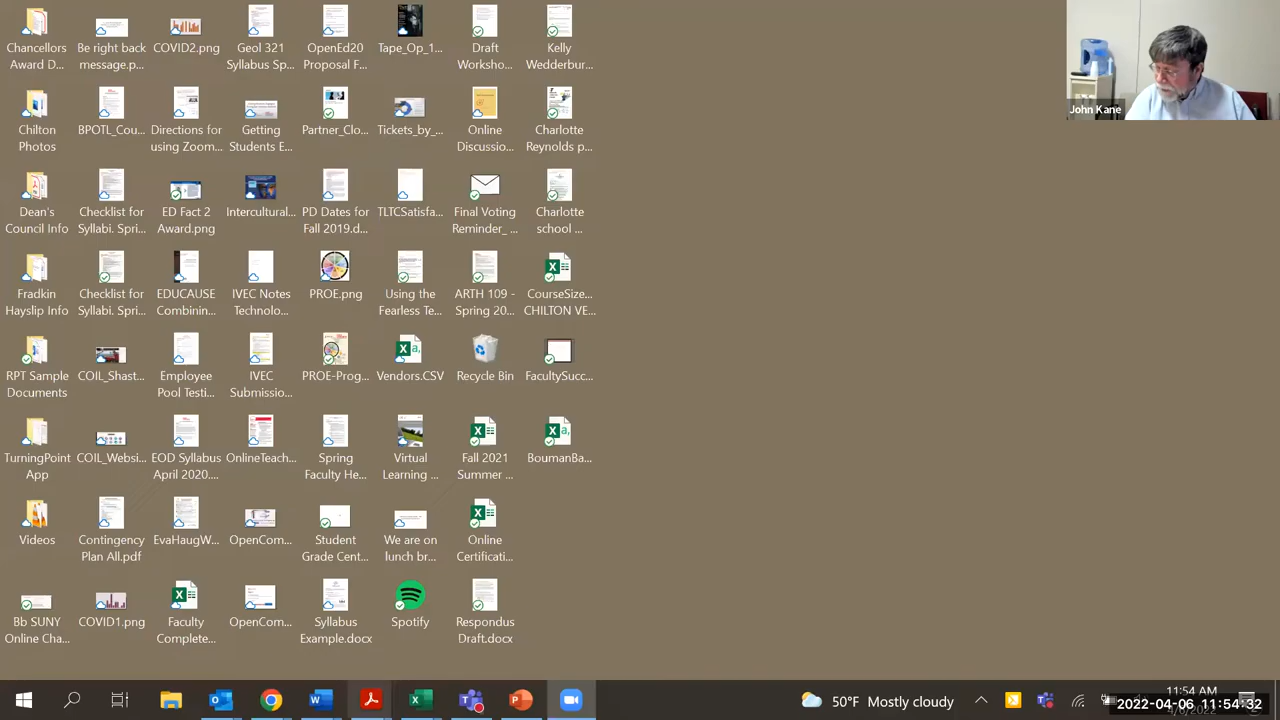 Chancellors
Award D...
Be right back
message.p...
COVID2.png
Geol 321
Syllabus Sp...
OpenEd20
Proposal F...
Tape_Op_1...
Draft
Worksho...
Kelly
Wedderbur...
Chilton
Photos
BPOTL_Cou...
Directions for
using Zoom...
Getting
Students E...
Partner_Clo...
Tickets_by_...
Online
Discussio...
Charlotte
Reynolds p...
Dean's
Council Info
Checklist for
Syllabi. Spri...
ED Fact 2
Award.png
Intercultural...
PD Dates for
Fall 2019.d...
TLTCSatisfa...
Final Voting
Reminder_ ...
Charlotte
school ...
Fradkin
Hayslip Info
Checklist for
Syllabi. Spri...
EDUCAUSE
Combinin...
IVEC Notes
Technolo...
PROE.png
Using the
Fearless Te...
ARTH 109 -
Spring 20...
CourseSize...
CHILTON VE...
RPT Sample
Documents
COIL_Shast...
Employee
Pool Testi...
IVEC
Submissio...
PROE-Prog...
Vendors.CSV
Recycle Bin
FacultySucc...
TurningPoint
App
COIL_Websi...
EOD Syllabus
April 2020....
OnlineTeach...
Spring
Faculty He...
Virtual
Learning ...
Fall 2021
Summer ...
BoumanBa...
Videos
Contingency
Plan All.pdf
EvaHaugW...
OpenCom...
Student
Grade Cent...
We are on
lunch br...
Online
Certificati...
Bb SUNY
Online Cha...
COVID1.png
Faculty
Complete...
OpenCom...
Syllabus
Example.docx
Spotify
Respondus
Draft.docx
John Kane
50°F Mostly cloudy
11:54 AM
2022-04-06 11:54:32